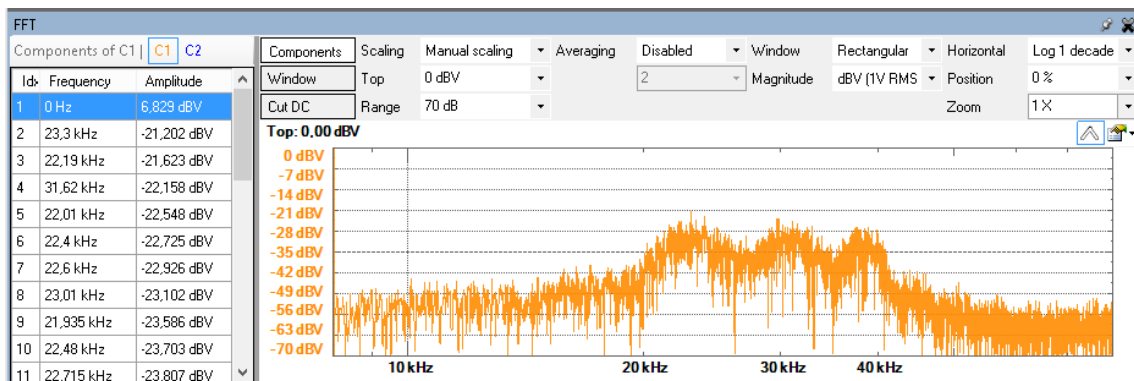 FFT
Components of C1 | C1 C2
Components Scaling Manual scaling Averaging Disabled Window Rectangular Horizontal Log 1 decade
Window Top 0 dBV 2 Magnitude dBV (1V RMS Position 0 %
Cut DC Range 70 dB Zoom 1 X
Idx Frequency Amplitude
1 0 Hz 6,829 dBV
2 23,3 kHz -21,202 dBV
3 22,19 kHz -21,623 dBV
4 31,62 kHz -22,158 dBV
5 22,01 kHz -22,548 dBV
6 22,4 kHz -22,725 dBV
7 22,6 kHz -22,926 dBV
8 23,01 kHz -23,102 dBV
9 21,935 kHz -23,586 dBV
10 22,48 kHz -23,703 dBV
11 22,715 kHz -23,807 dBV
Top: 0,00 dBV
0 dBV
-7 dBV
-14 dBV
-21 dBV
-28 dBV
-35 dBV
-42 dBV
-49 dBV
-56 dBV
-63 dBV
-70 dBV
10 kHz 20 kHz 30 kHz 40 kHz